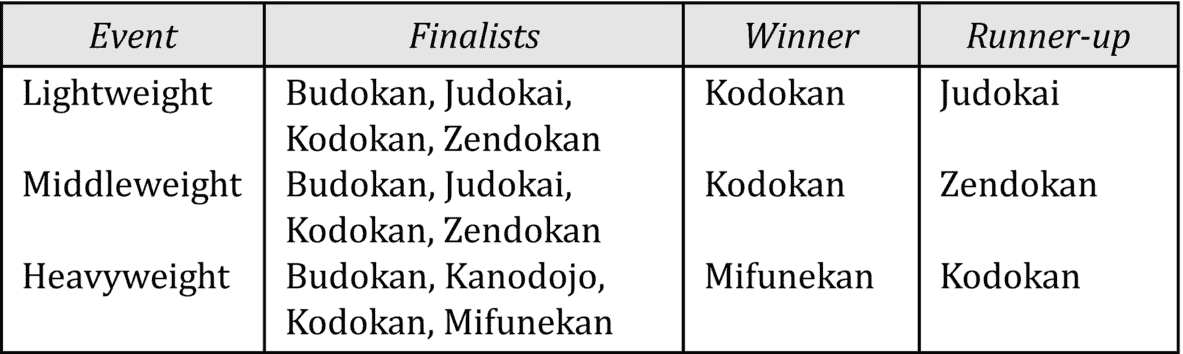 Event Finalists Winner Runner-up
Lightweight Budokan, Judokai, Kodokan Judokai
Kodokan, Zendokan
Middleweight Budokan, Judokai, Kodokan Zendokan
Kodokan, Zendokan
Heavyweight Budokan, Kanodojo, Mifunekan Kodokan
Kodokan, Mifunekan